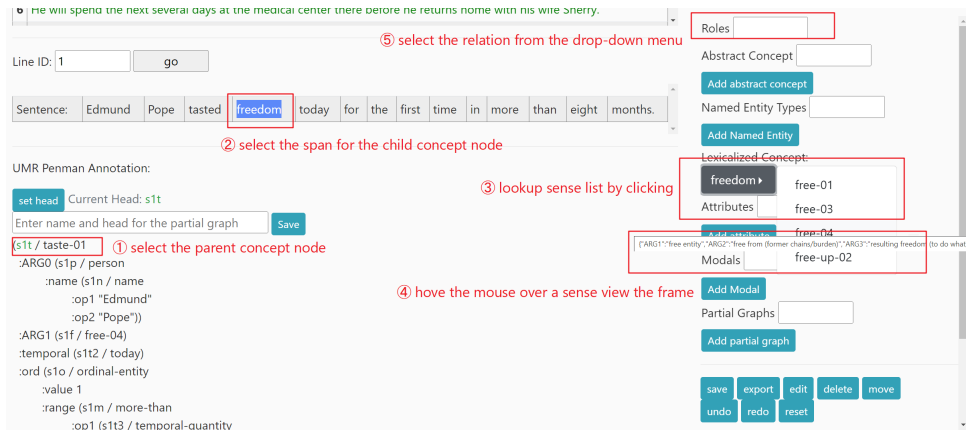 6 He will spend the next several days at the medical center there before he returns home with his wife Sherry.
⑤ select the relation from the drop-down menu
Line ID: 1 go
Sentence: Edmund Pope tasted freedom today for the first time in more than eight months.
② select the span for the child concept node
UMR Penman Annotation:
set head Current Head: s1t
Enter name and head for the partial graph Save
(s1t / taste-01 ① select the parent concept node
:ARG0 (s1p / person
:name (s1n / name
:op1 "Edmund"
:op2 "Pope"))
:ARG1 (s1f / free-04)
:temporal (s1t2 / today)
:ord (s1o / ordinal-entity
:value 1
:range (s1m / more-than
:op1 (s1t3 / temporal-quantity
③ lookup sense list by clicking
④ hove the mouse over a sense view the frame
Roles
Abstract Concept
Add abstract concept
Named Entity Types
Add Named Entity
Lexicalized Concept:
freedom
free-01
Attributes
free-03
Add attribute free-04
{"ARG1":"free entity","ARG2":"free from (former chains/burden)","ARG3":"resulting freedom (to do what
Modals
free-up-02
Add Modal
Partial Graphs
Add partial graph
save export edit delete move
undo redo reset